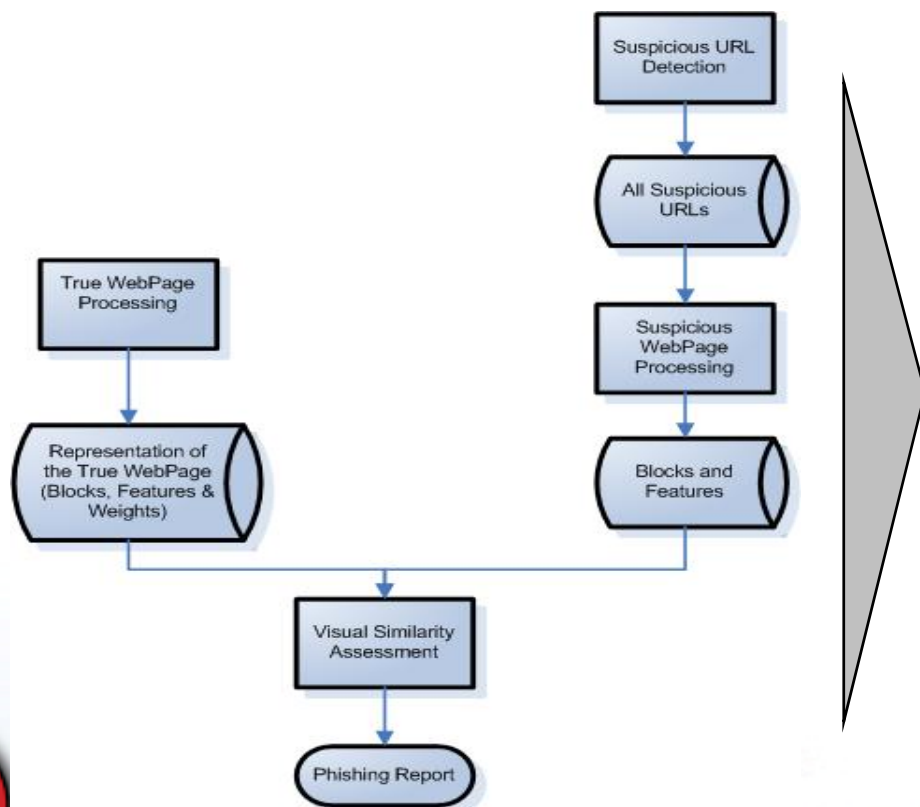 Suspicious URL
Detection
All Suspicious
URLs
True WebPage
Processing
Suspicious
WebPage
Processing
Representation of
the True WebPage
(Blocks, Features &
Weights)
Blocks and
Features
Visual Similarity
Assessment
Phishing Report